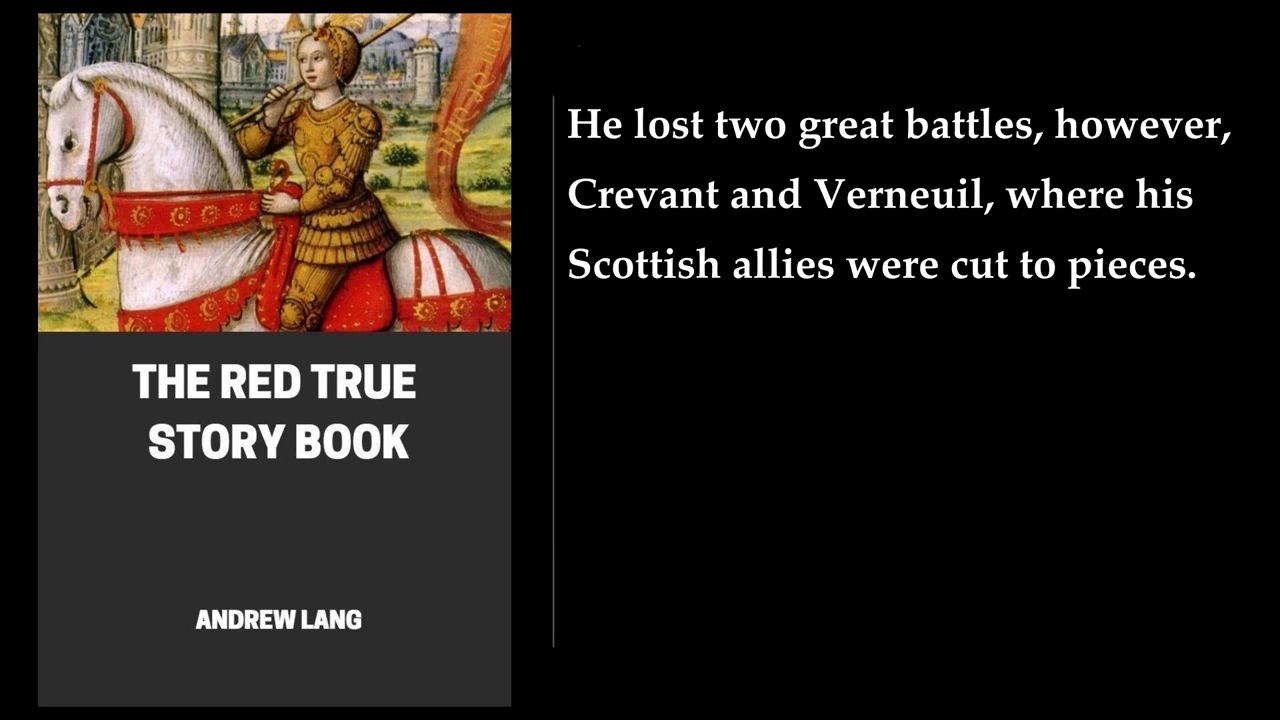 THE RED TRUE
STORY BOOK
ANDREW LANG
He lost two great battles, however,
Crevant and Verneuil, where his
Scottish allies were cut to pieces.